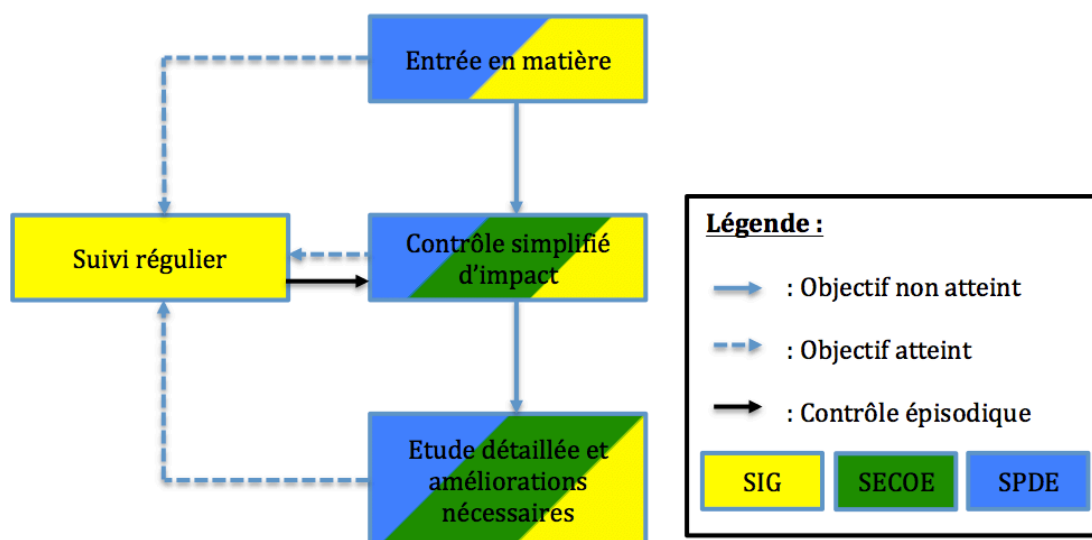 Entrée en matière
Suivi régulier
Contrôle simplifié
d'impact
Etude détaillée et
améliorations
nécessaires
Légende :
: Objectif non atteint
: Objectif atteint
: Contrôle épisodique
SIG
SECOE
SPDE